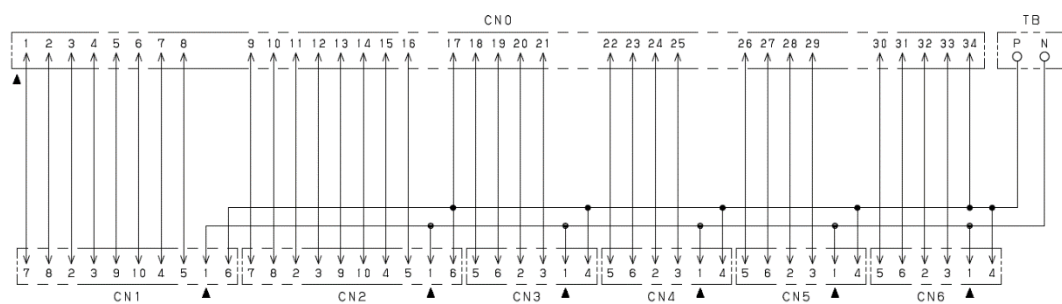 CN0 TB
1 2 3 4 5 6 7 8 9 10 11 12 13 14 15 16 17 18 19 20 21 22 23 24 25 26 27 28 29 30 31 32 33 34 P N
7 8 2 3 9 10 4 5 1 6 7 8 2 3 9 10 4 5 1 6 5 6 2 3 1 4 5 6 2 3 1 4 5 6 2 3 1 4 5 6 2 3 1 4
CN1 CN2 CN3 CN4 CN5 CN6